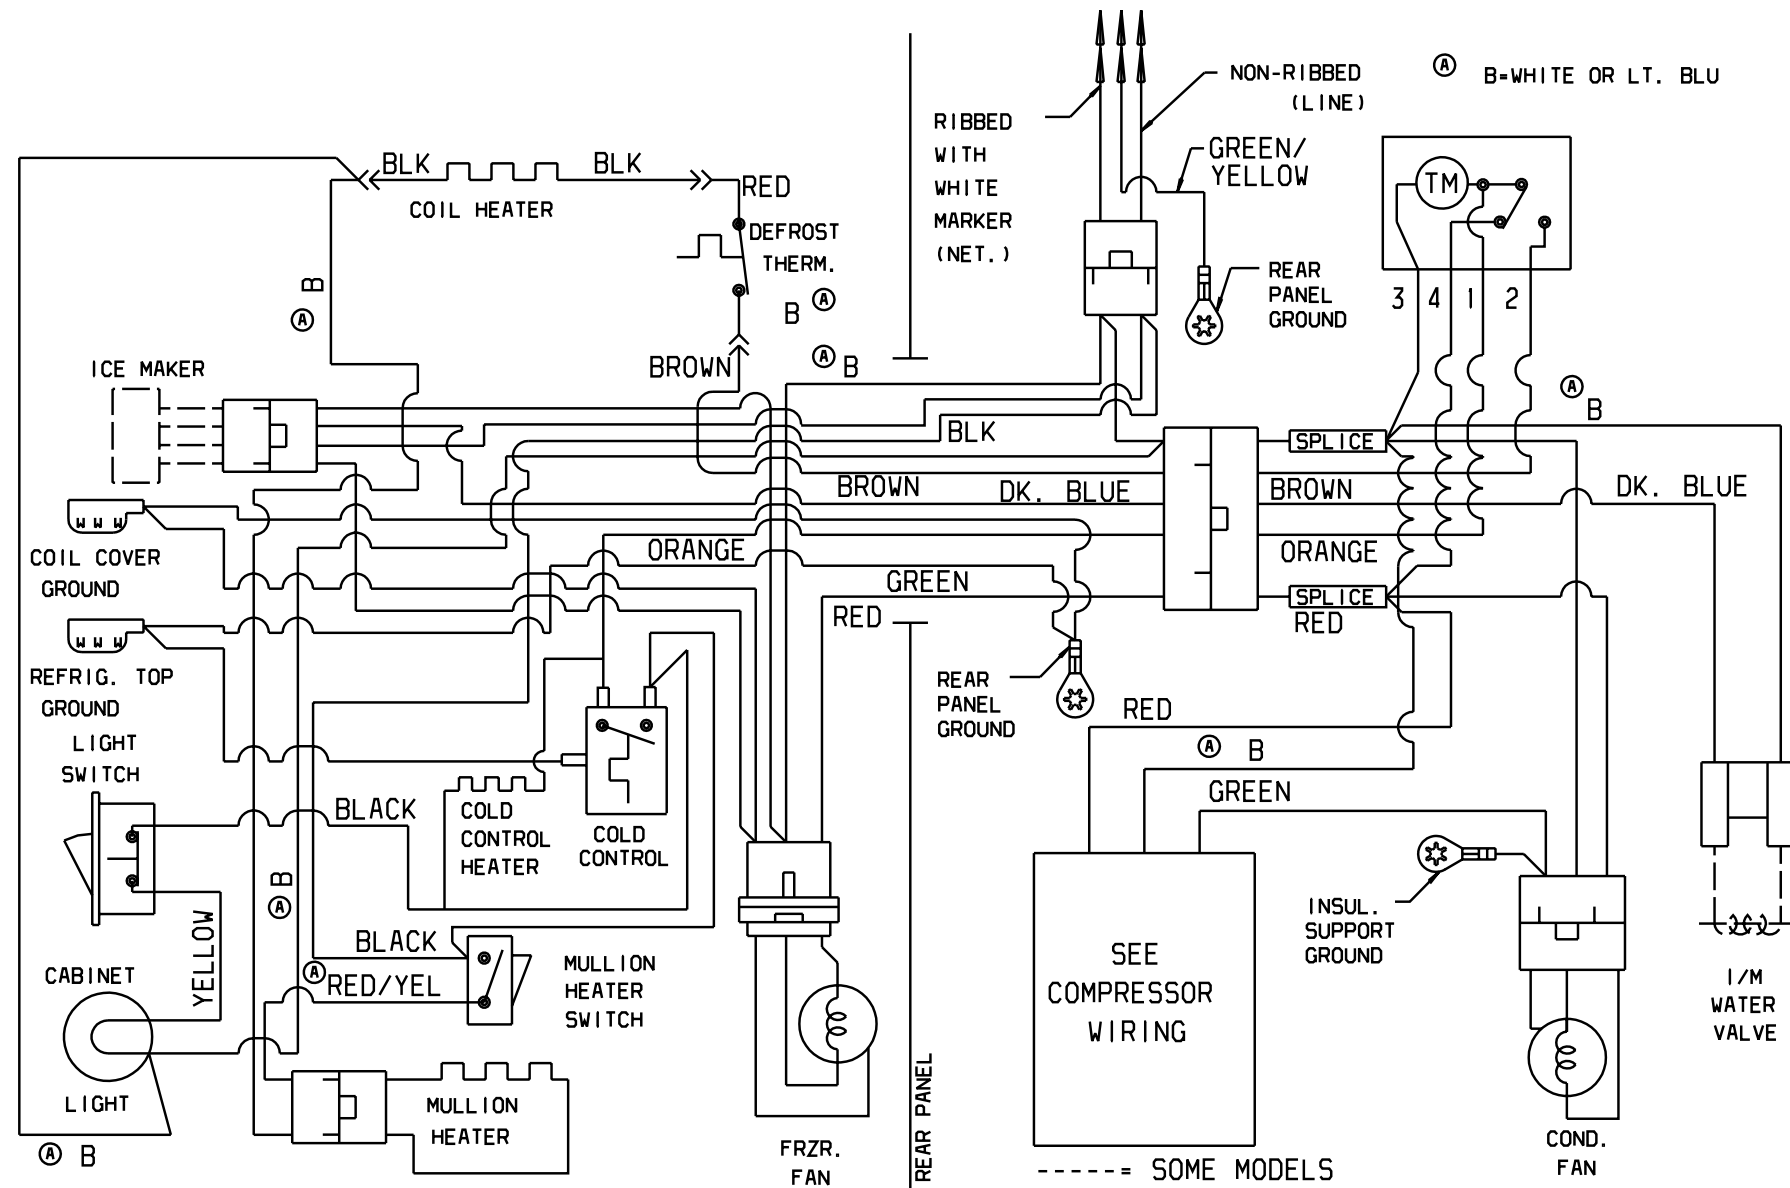 A B=WHITE OR LT. BLU
NON-RIBBED
(LINE)
RIBBED
WITH
WHITE
MARKER
(NET.)
GREEN/
YELLOW
BLK
BLK
RED
COIL HEATER
DEFROST
THERM.
TM
B
A
A
B
REAR
PANEL
GROUND
3 4 1 2
ICE MAKER
BROWN
A
B
A
B
BLK
SPLICE
BROWN
DK. BLUE
BROWN
DK. BLUE
COIL COVER
GROUND
ORANGE
ORANGE
GREEN
SPLICE
RED
RED
REFRIG. TOP
GROUND
REAR
PANEL
GROUND
LIGHT
SWITCH
RED
A B
GREEN
BLACK
COLD
CONTROL
HEATER
COLD
CONTROL
B
A
YELLOW
BLACK
A
RED/YEL
MULLION
HEATER
SWITCH
INSUL.
SUPPORT
GROUND
SEE
COMPRESSOR
WIRING
CABINET
LIGHT
I/M
WATER
VALVE
MULLION
HEATER
A B
FRZR.
FAN
REAR PANEL
-----= SOME MODELS
COND.
FAN